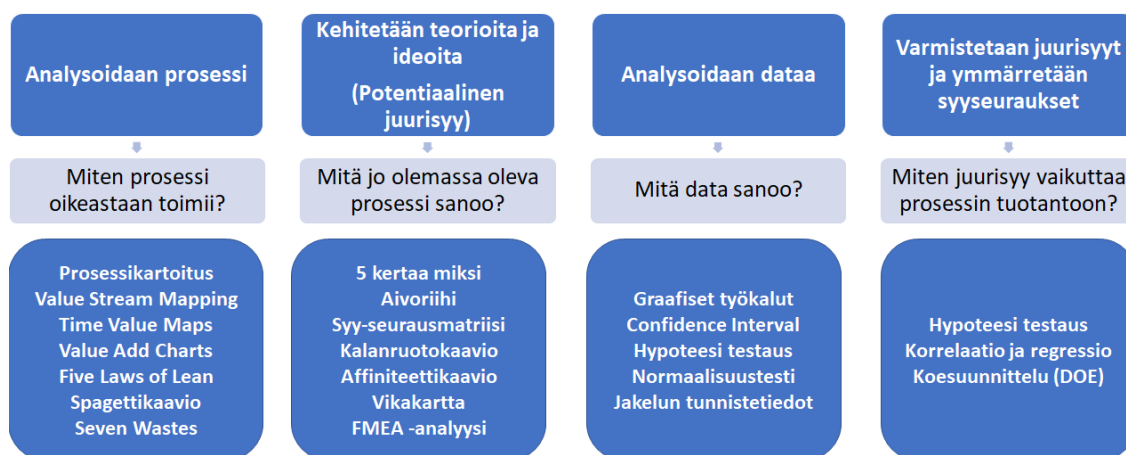 Analysoidaan prosessi
Miten prosessi
oikeastaan toimii?
Prosessikartoitus
Value Stream Mapping
Time Value Maps
Value Add Charts
Five Laws of Lean
Spagettikaavio
Seven Wastes
Kehitetään teorioita ja
ideoita
(Potentiaalinen
juurisyy)
Mitä jo olemassa oleva
prosessi sanoo?
5 kertaa miksi
Aivoriihi
Syy-seurausmatriisi
Kalanruotokaavio
Affiniteettikaavio
Vikakartta
FMEA -analyysi
Analysoidaan dataa
Mitä data sanoo?
Graafiset työkalut
Confidence Interval
Hypoteesi testaus
Normaalisuustesti
Jakelun tunnistetiedot
Varmistetaan juurisyyt
ja ymmärretään
syyseuraukset
Miten juurisyy vaikuttaa
prosessin tuotantoon?
Hypoteesi testaus
Korrelaatio ja regressio
Koesuunnittelu (DOE)